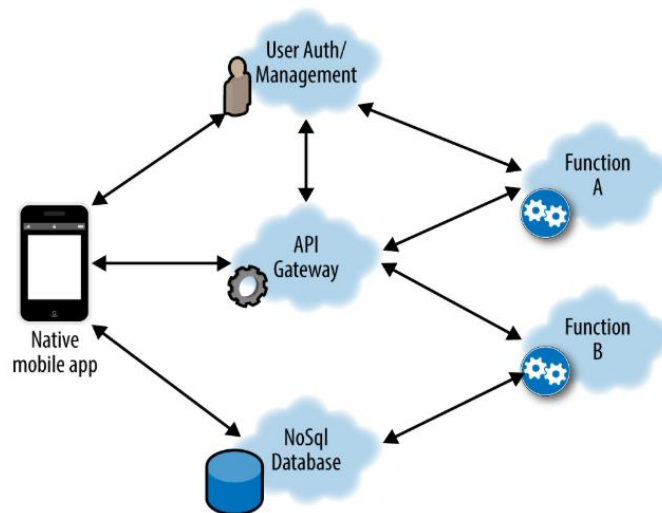 User Auth/
Management
Function
A
API
Gateway
Native
mobile app
Function
B
NoSql
Database